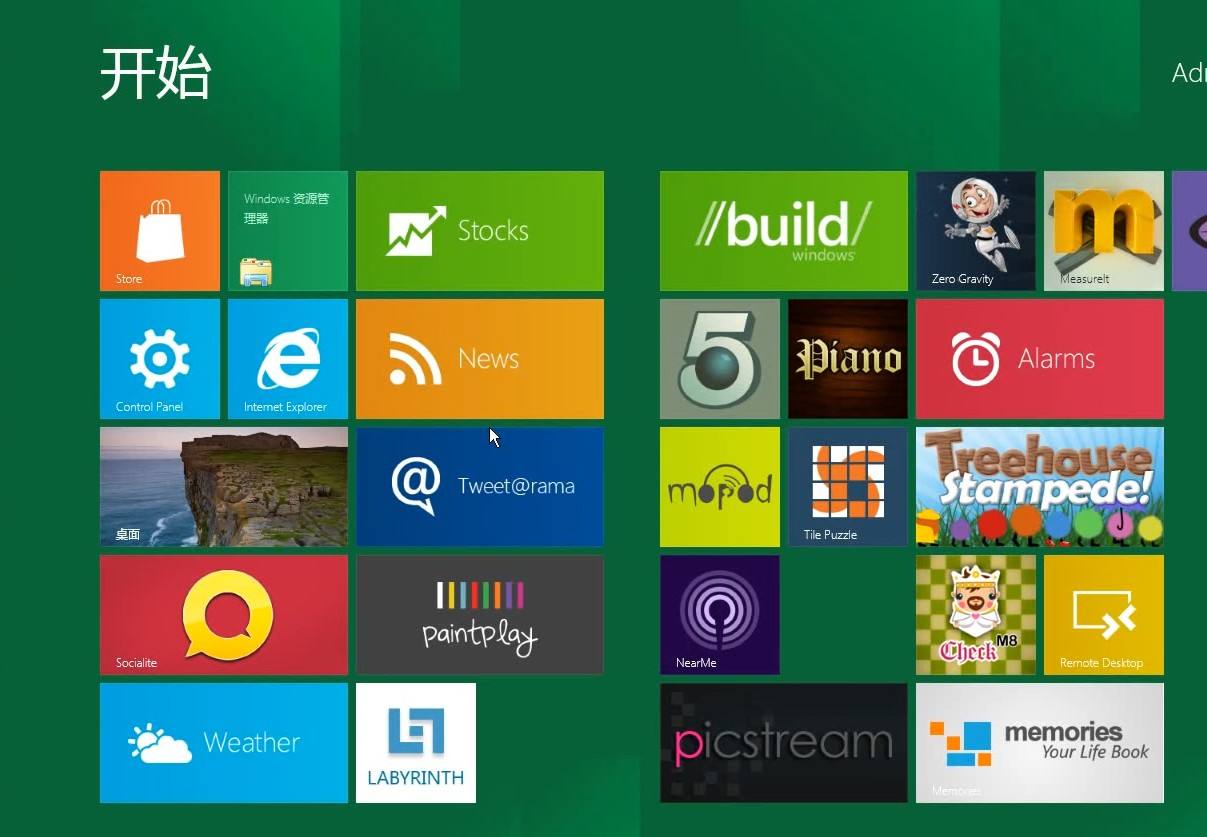 开始
Adm
Store
Windows 资源管
理器
Stocks
Control Panel
Internet Explorer
News
桌面
Tweet@rama
Socialite
paintplay
Weather
LABYRINTH
//build/
windows
Zero Gravity
m
MeasureIt
5
Piano
Alarms
mopod
Tile Puzzle
Treehouse
Stampede!
NearMe
Check M8
Remote Desktop
picstream
memories
Your Life Book
Memories